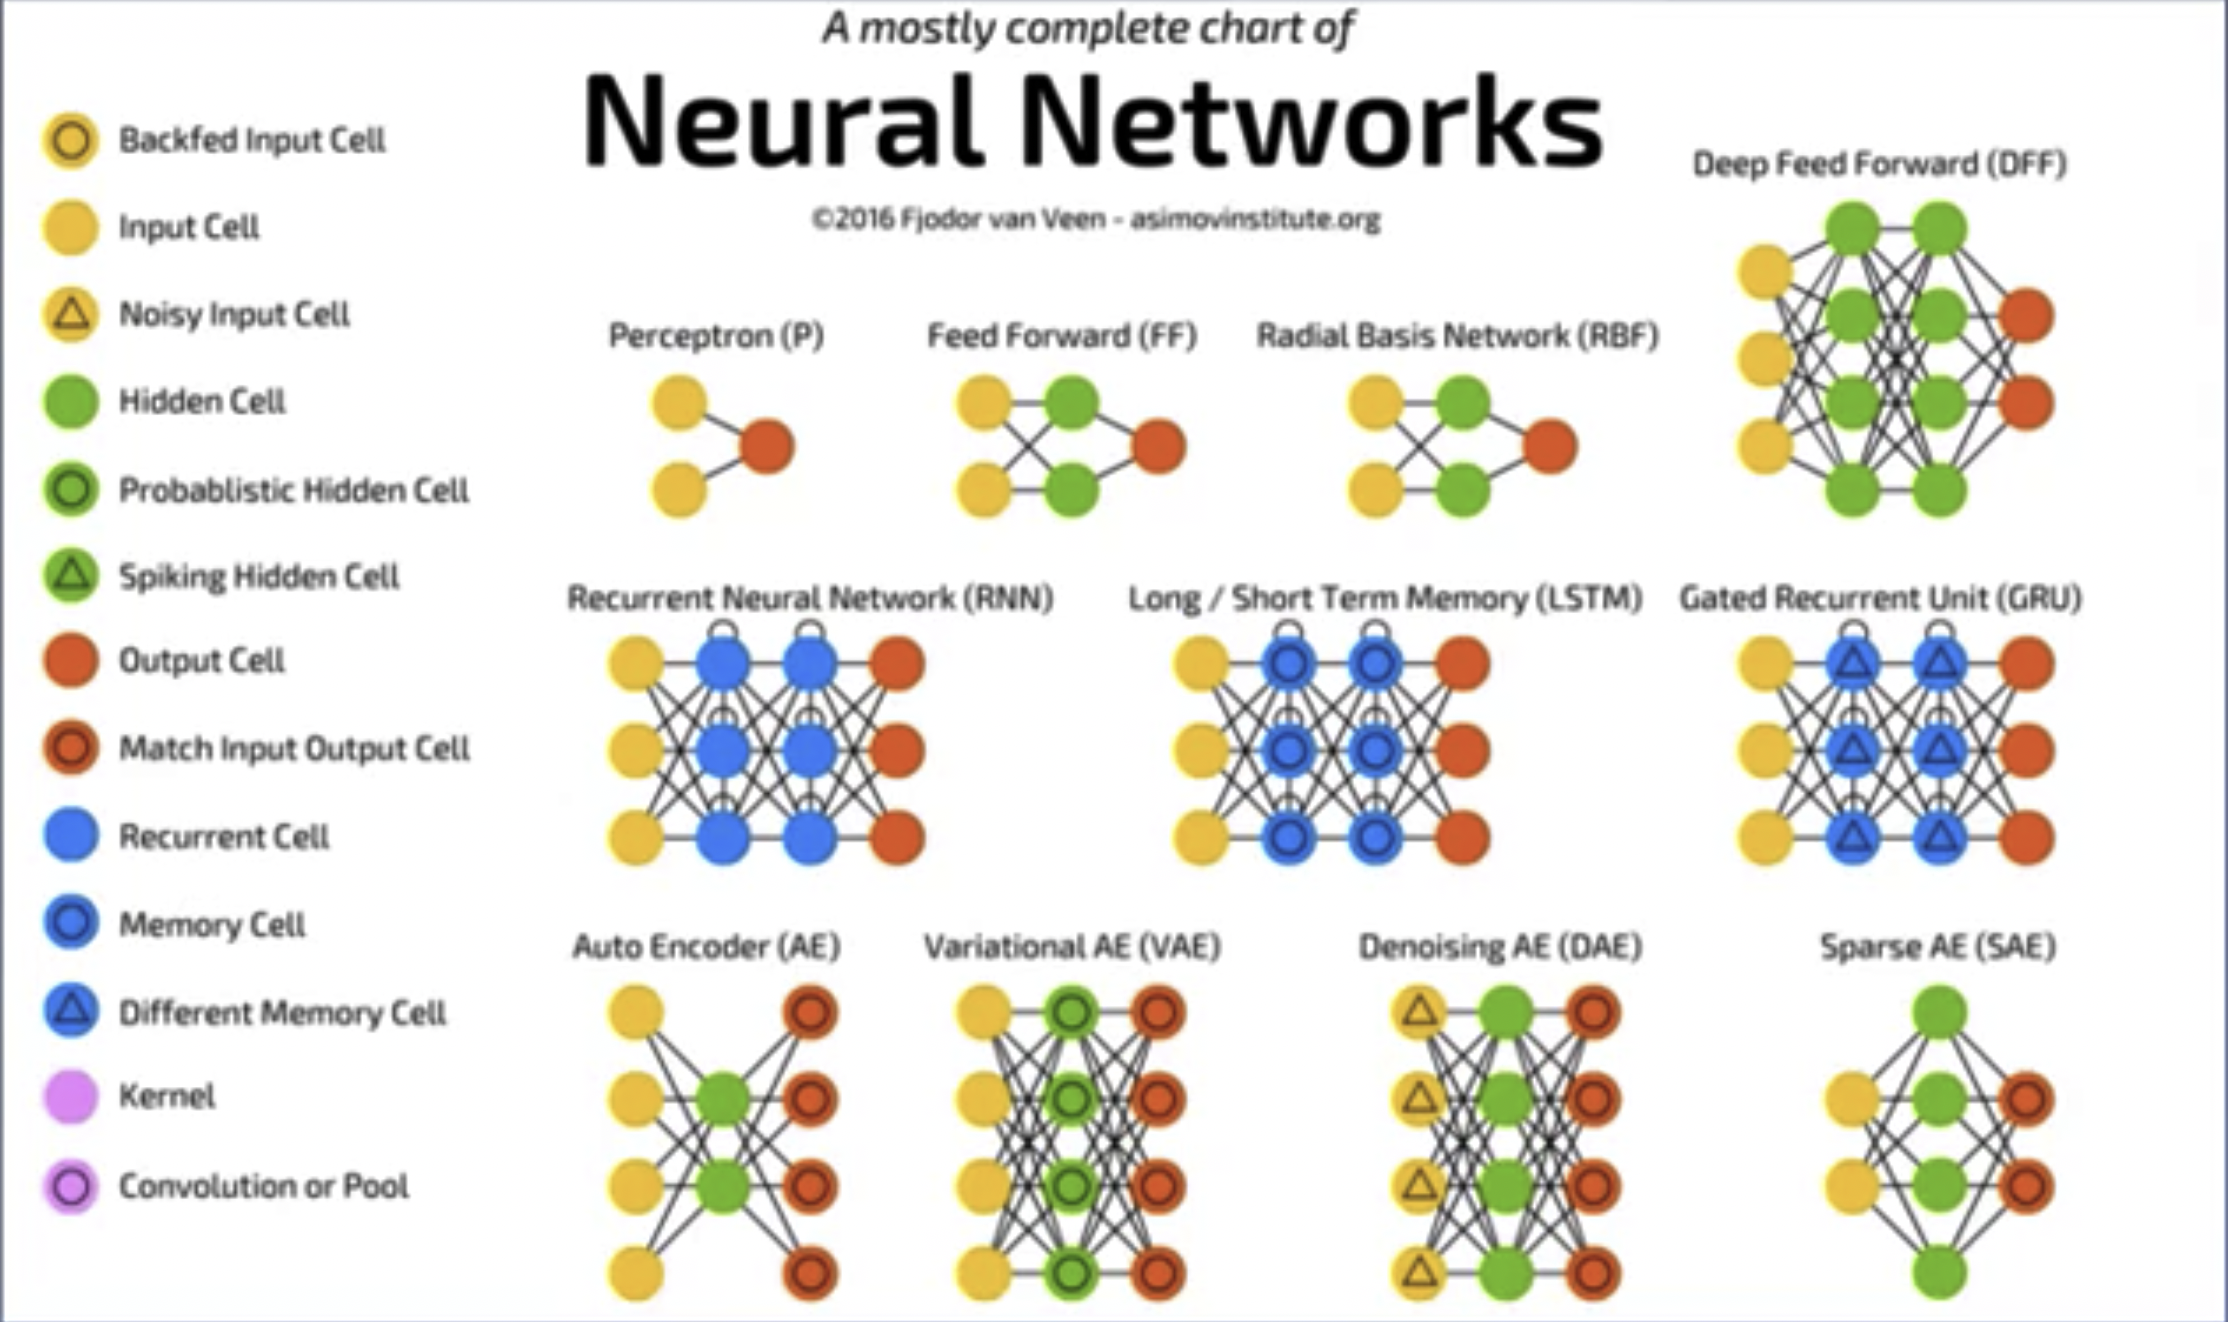 A mostly complete chart of
Neural Networks
©2016 Fjodor van Veen - asimovinstitute.org
Backfed Input Cell
Input Cell
Noisy Input Cell
Hidden Cell
Probablistic Hidden Cell
Spiking Hidden Cell
Output Cell
Match Input Output Cell
Recurrent Cell
Memory Cell
Different Memory Cell
Kernel
Convolution or Pool
Deep Feed Forward (DFF)
Perceptron (P)
Feed Forward (FF)
Radial Basis Network (RBF)
Recurrent Neural Network (RNN)
Long / Short Term Memory (LSTM)
Gated Recurrent Unit (GRU)
Auto Encoder (AE)
Variational AE (VAE)
Denoising AE (DAE)
Sparse AE (SAE)